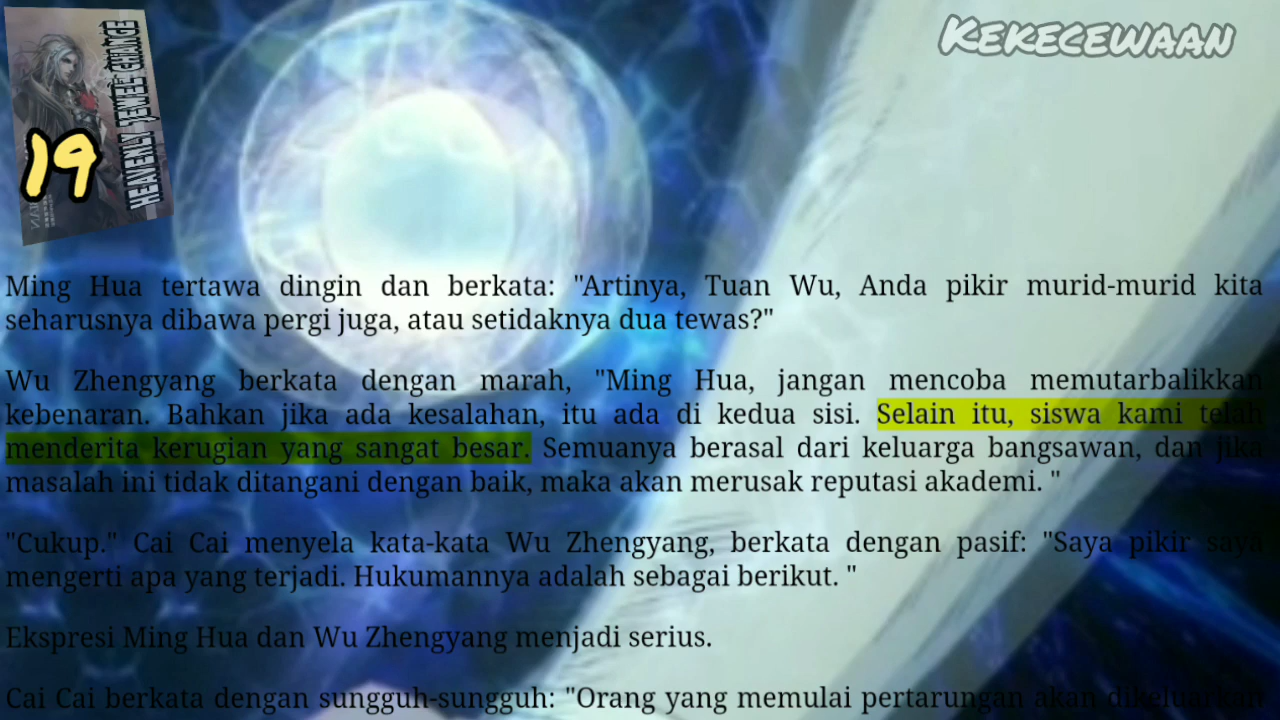 Kekecewaan
HEAVENLY JEWEL CHANGE
19
Ming Hua tertawa dingin dan berkata: "Artinya, Tuan Wu, Anda pikir murid-murid kita
seharusnya dibawa pergi juga, atau setidaknya dua tewas?"
Wu Zhengyang berkata dengan marah, "Ming Hua, jangan mencoba memutarbalikkan
kebenaran. Bahkan jika ada kesalahan, itu ada di kedua sisi. Selain itu, siswa kami telah
menderita kerugian yang sangat besar. Semuanya berasal dari keluarga bangsawan, dan jika
masalah ini tidak ditangani dengan baik, maka akan merusak reputasi akademi. "
"Cukup." Cai Cai menyela kata-kata Wu Zhengyang, berkata dengan pasif: "Saya pikir saya
mengerti apa yang terjadi. Hukumannya adalah sebagai berikut. "
Ekspresi Ming Hua dan Wu Zhengyang menjadi serius.
Cai Cai berkata dengan sungguh-sungguh: "Orang yang memulai pertarungan akan dikeluarkan